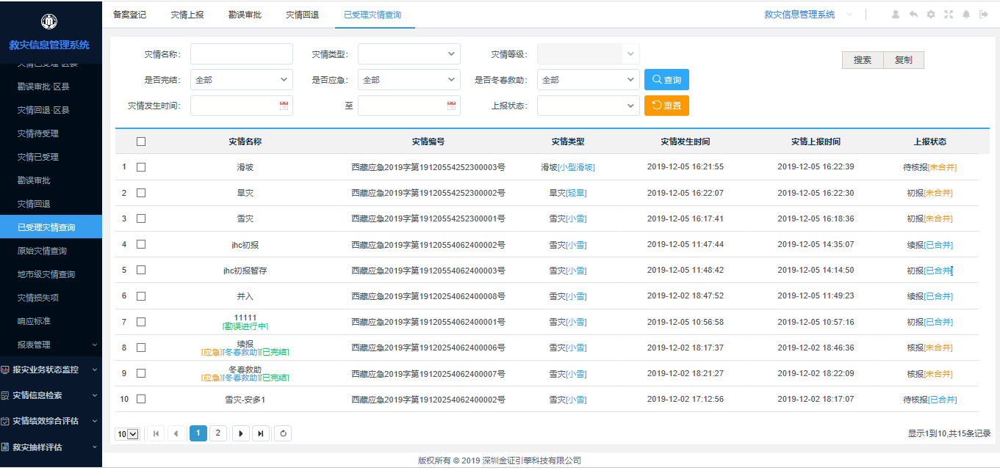 备案登记 灾情上报 勘误审批 灾情回退 已受理灾情查询 救灾信息管理系统
救灾信息管理系统
灾情已受理·区县
勘误审批·区县
灾情回退·区县
灾情待受理
灾情已受理
勘误审批
灾情回退
已受理灾情查询
原始灾情查询
地市级灾情查询
灾情损失项
响应标准
报表管理
报灾业务状态监控
灾情信息检索
灾情绩效综合评估
救灾抽样评估
灾情名称: 灾情类型: 灾情等级: 搜索 复制
是否完结: 全部 是否应急: 全部 是否冬春救助: 全部 查询
灾情发生时间: 至 上报状态: 重置
灾情名称 灾情编号 灾情类型 灾情发生时间 灾情上报时间 上报状态
1 滑坡 西藏应急2019字第19120554252300003号 滑坡[小型滑坡] 2019-12-05 16:21:55 2019-12-05 16:22:39 待核报[未合并]
2 旱灾 西藏应急2019字第19120554252300002号 旱灾[轻旱] 2019-12-05 16:22:07 2019-12-05 16:22:30 初报[未合并]
3 雪灾 西藏应急2019字第19120554252300001号 雪灾[小雪] 2019-12-05 16:17:41 2019-12-05 16:18:36 初报[未合并]
4 jhc初报 西藏应急2019字第19120554062400002号 雪灾[小雪] 2019-12-05 11:47:44 2019-12-05 14:35:07 续报[已合并]
5 jhc初报暂存 西藏应急2019字第19120554062400003号 雪灾[小雪] 2019-12-05 11:48:42 2019-12-05 14:14:50 初报[已合并]
6 并入 西藏应急2019字第19120254062400008号 雪灾[小雪] 2019-12-02 18:47:52 2019-12-05 11:49:23 续报[已合并]
7 11111 西藏应急2019字第19120554062400001号 雪灾[小雪] 2019-12-05 10:56:58 2019-12-05 10:57:16 初报[已合并]
[勘误进行中]
8 续报 西藏应急2019字第19120254062400006号 雪灾[小雪] 2019-12-02 18:17:37 2019-12-02 18:46:36 核报[未合并]
[应急][冬春救助][已完结]
9 冬春救助 西藏应急2019字第19120254062400007号 雪灾[小雪] 2019-12-02 18:21:27 2019-12-02 18:22:09 核报[未合并]
[应急][冬春救助][已完结]
10 雪灾-安多1 西藏应急2019字第19120254062400002号 雪灾[小雪] 2019-12-02 17:12:56 2019-12-02 18:17:07 待核报[已合并]
10 1 2 显示1到10,共15条记录
版权所有 © 2019 深圳金证引擎科技有限公司